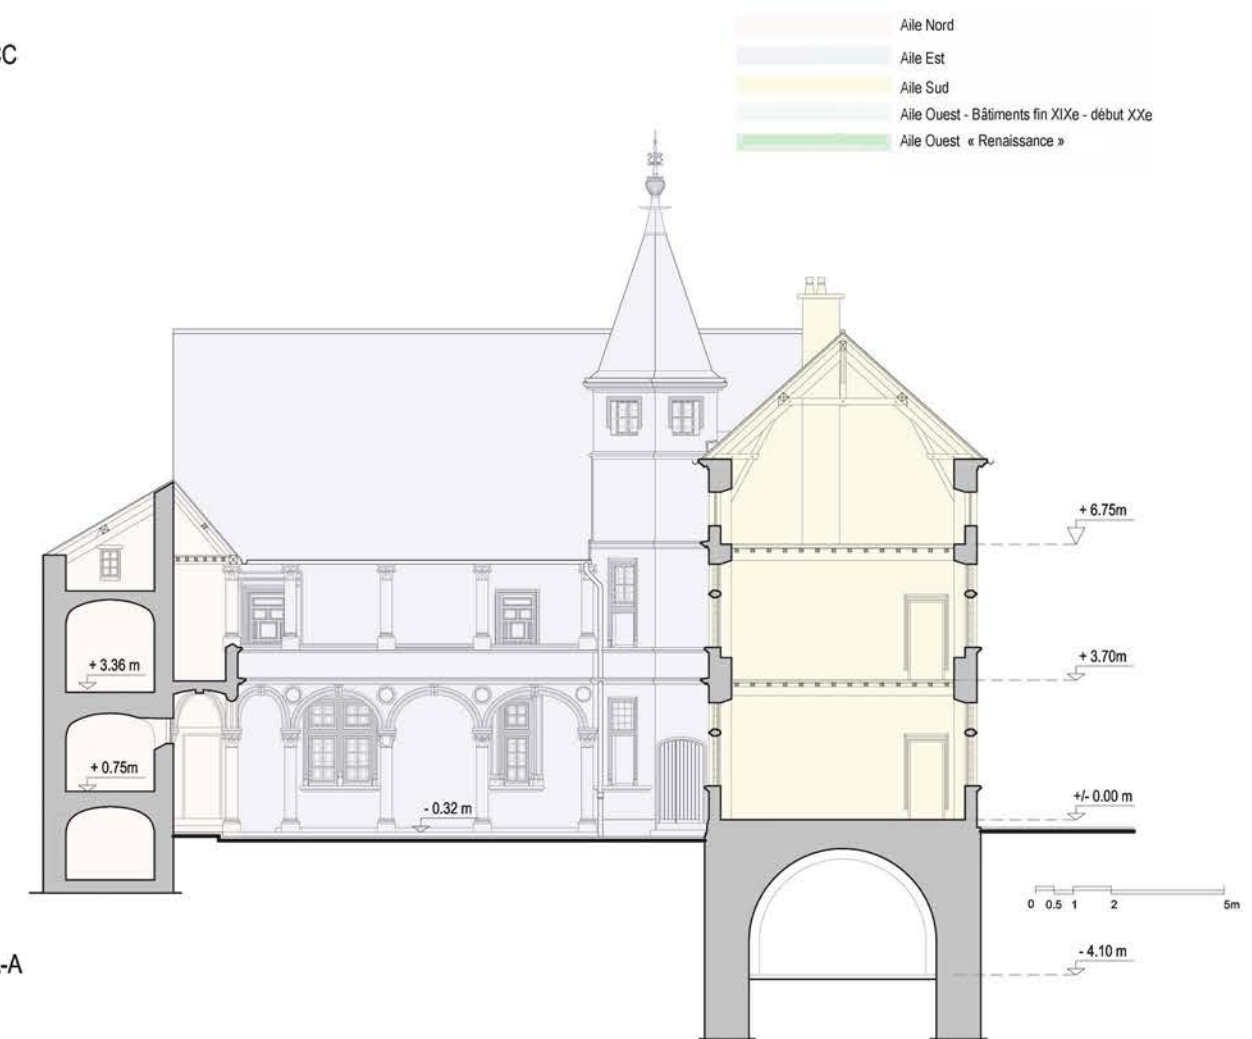 CC
Aile Nord
Aile Est
Aile Sud
Aile Ouest - Bâtiments fin XIXe - début XXe
Aile Ouest « Renaissance »
+ 6.75m
+ 3.36 m
+ 3.70m
+ 0.75m
- 0.32 m
+/- 0.00 m
0 0.5 1 2 5m
- 4.10 m
-A